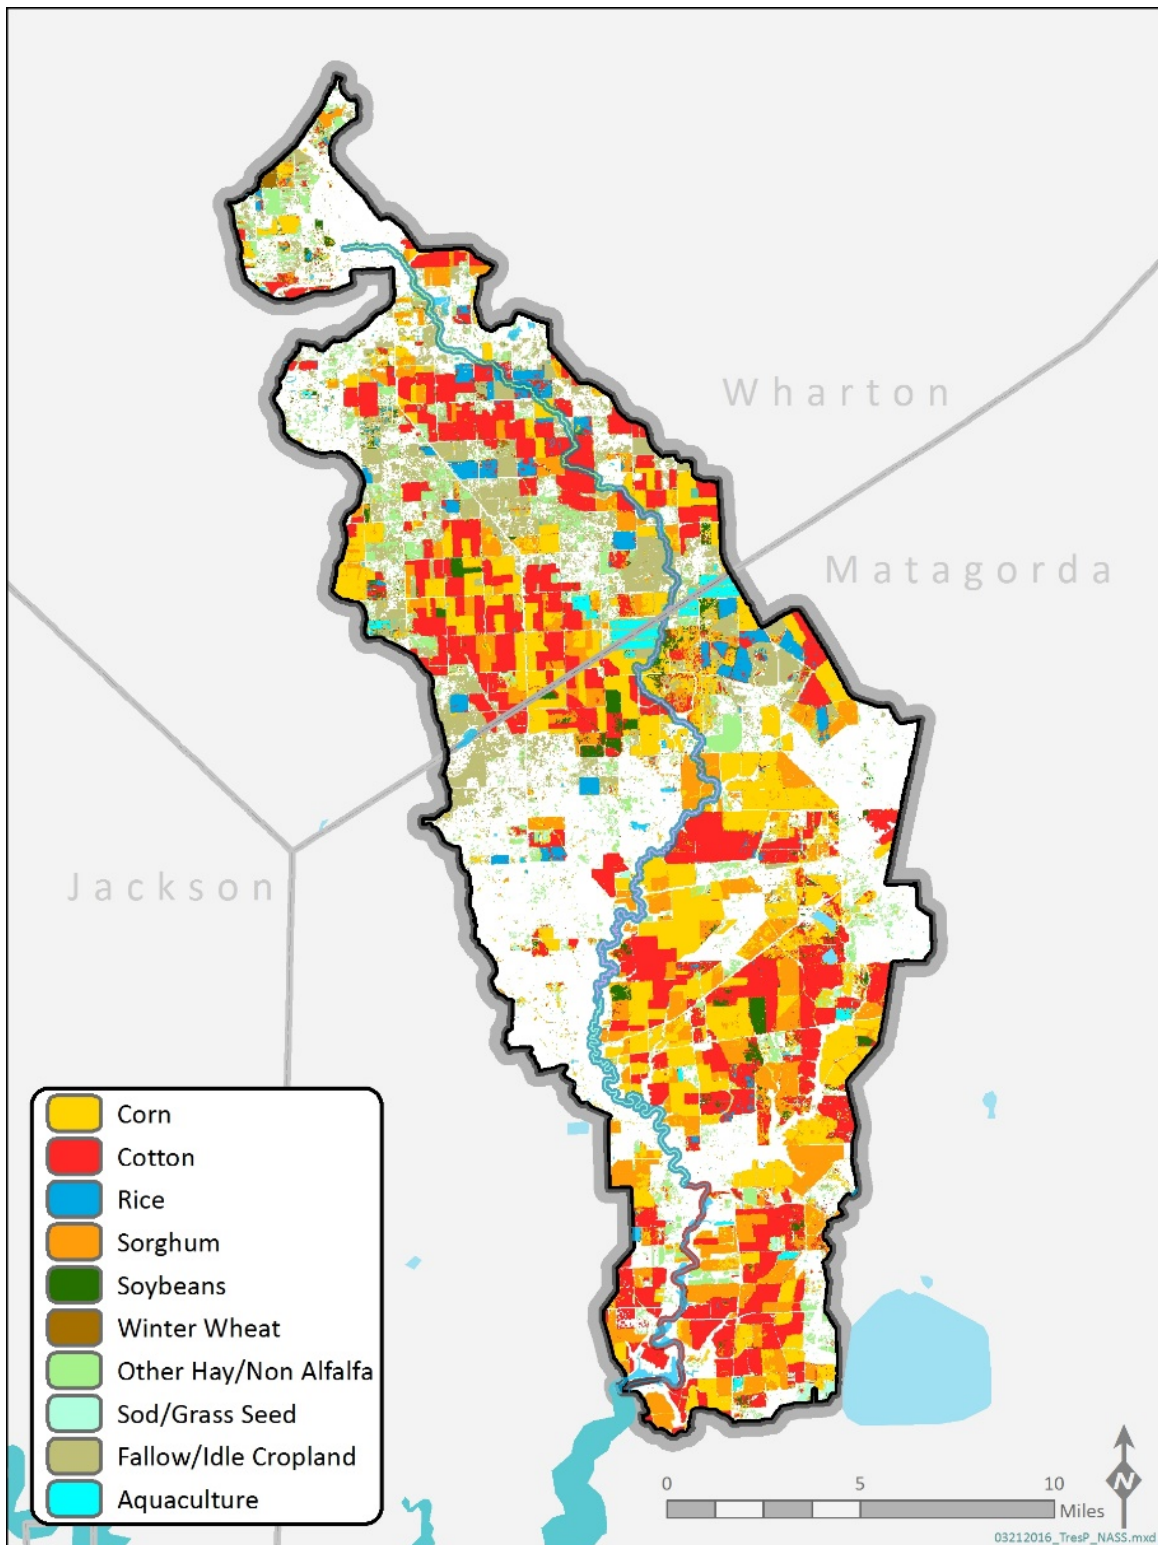 Wharton
Matagorda
Jackson
Corn
Cotton
Rice
Sorghum
Soybeans
Winter Wheat
Other Hay/Non Alfalfa
Sod/Grass Seed
Fallow/Idle Cropland
Aquaculture
0 5 10
Miles
N
03212016_TresP_NASS.mxd